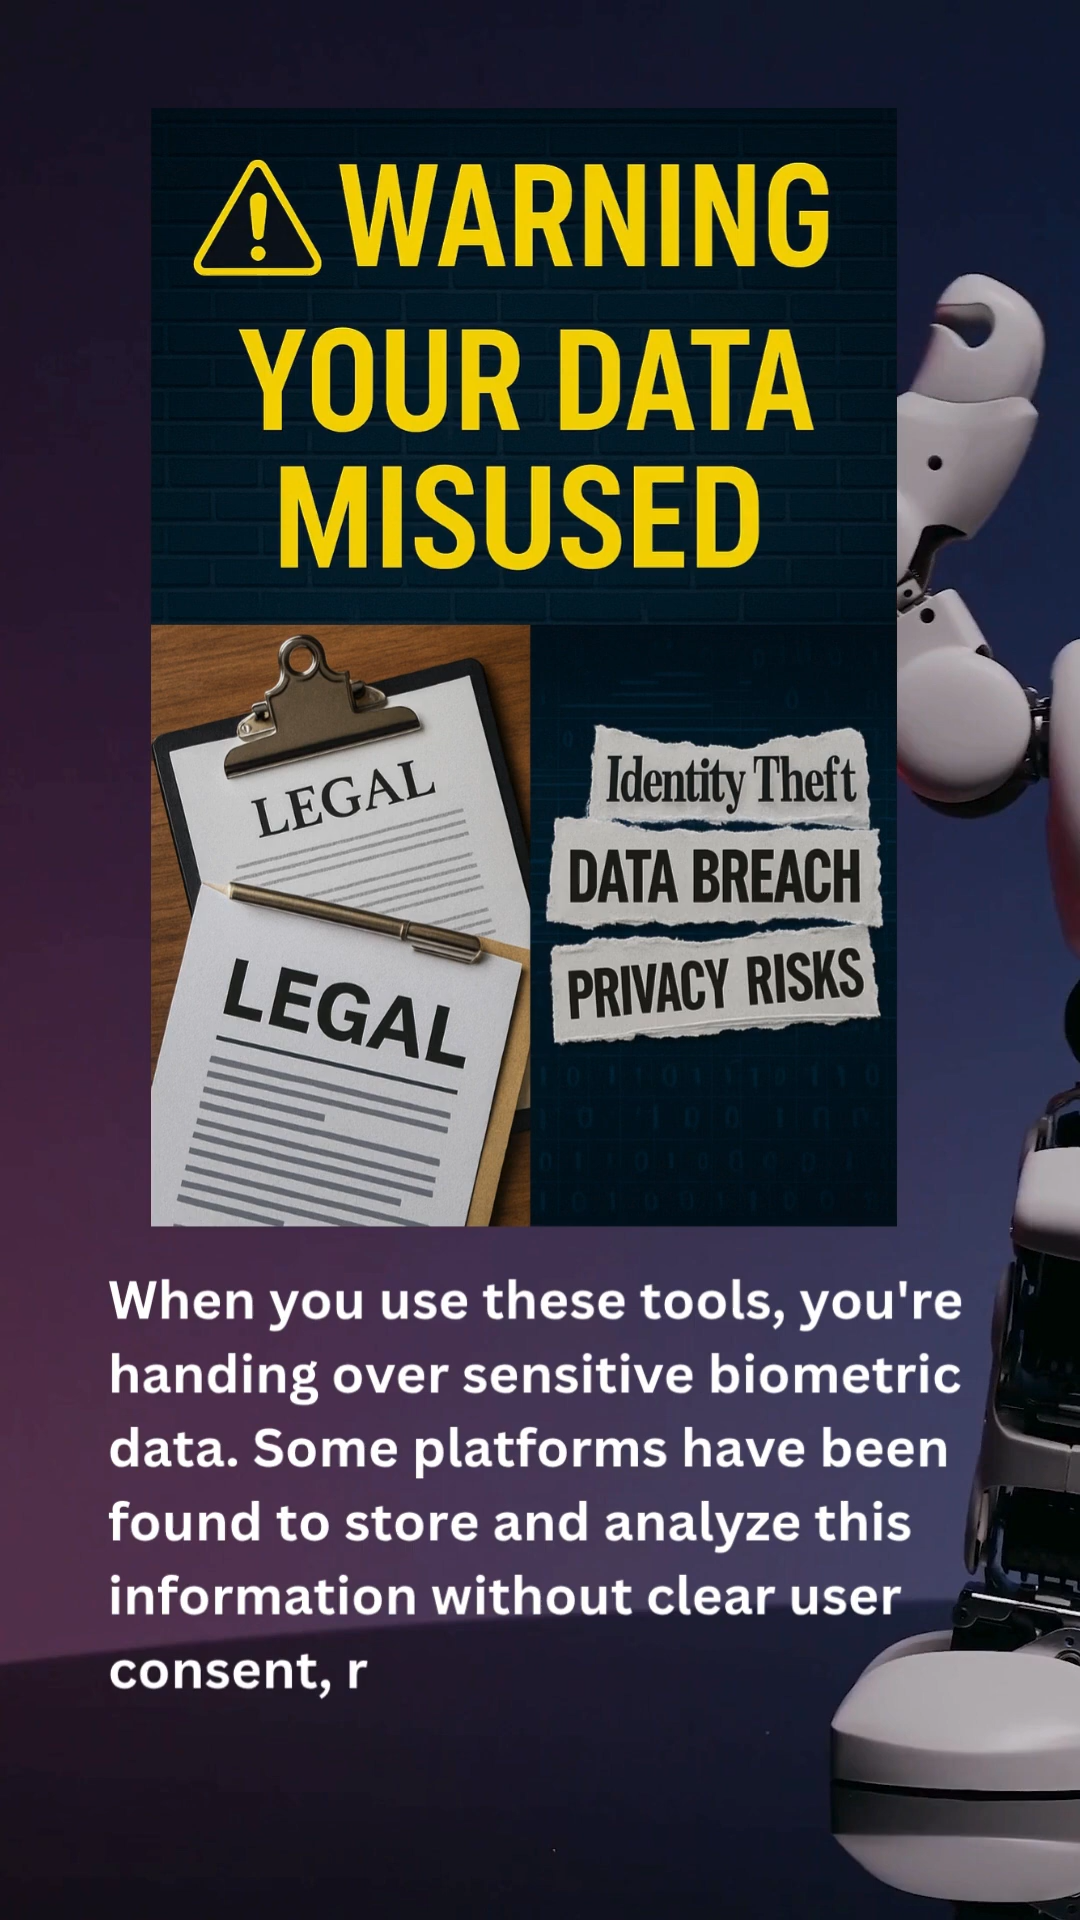 WARNING
YOUR DATA
MISUSED
LEGAL
LEGAL
Identity Theft
DATA BREACH
PRIVACY RISKS
When you use these tools, you're
handing over sensitive biometric
data. Some platforms have been
found to store and analyze this
information without clear user
consent, r